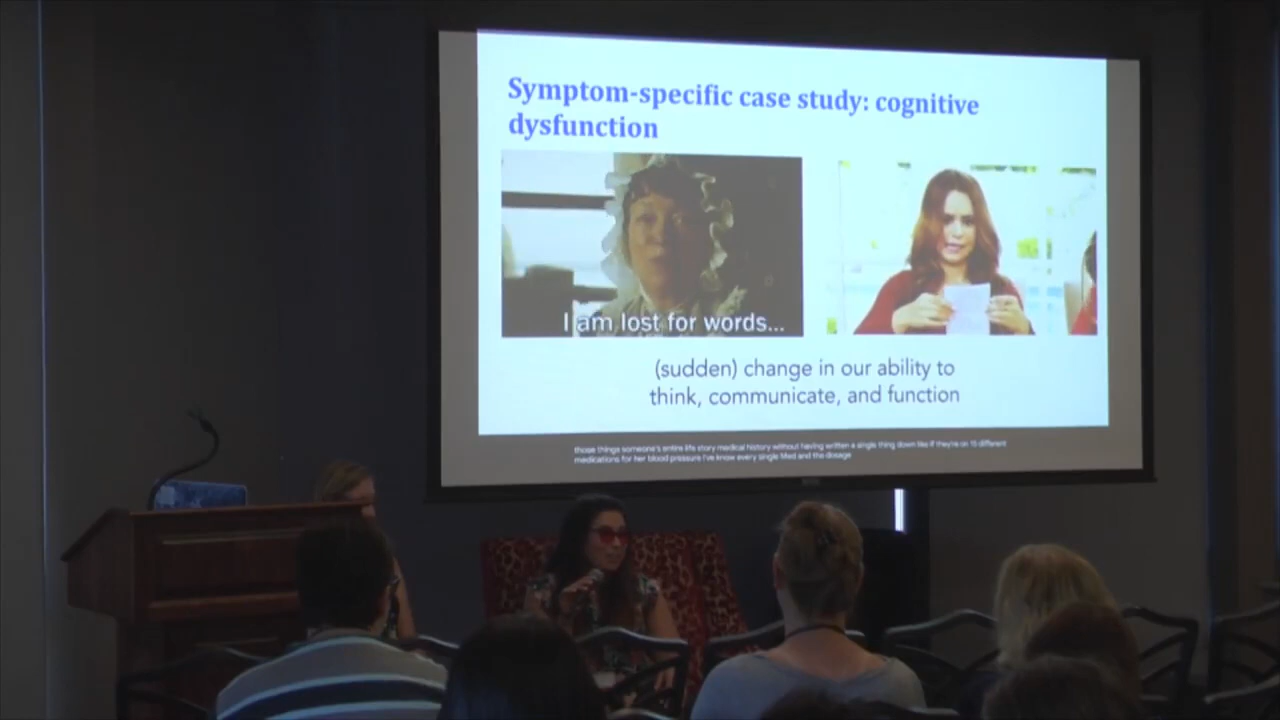 Symptom-specific case study: cognitive
dysfunction
I am lost for words...
(sudden) change in our ability to
think, communicate, and function
those things someone's entire life story medical history without having written a single thing down like if they're on 15 different
medications for her blood pressure I've know every single Med and the dosage